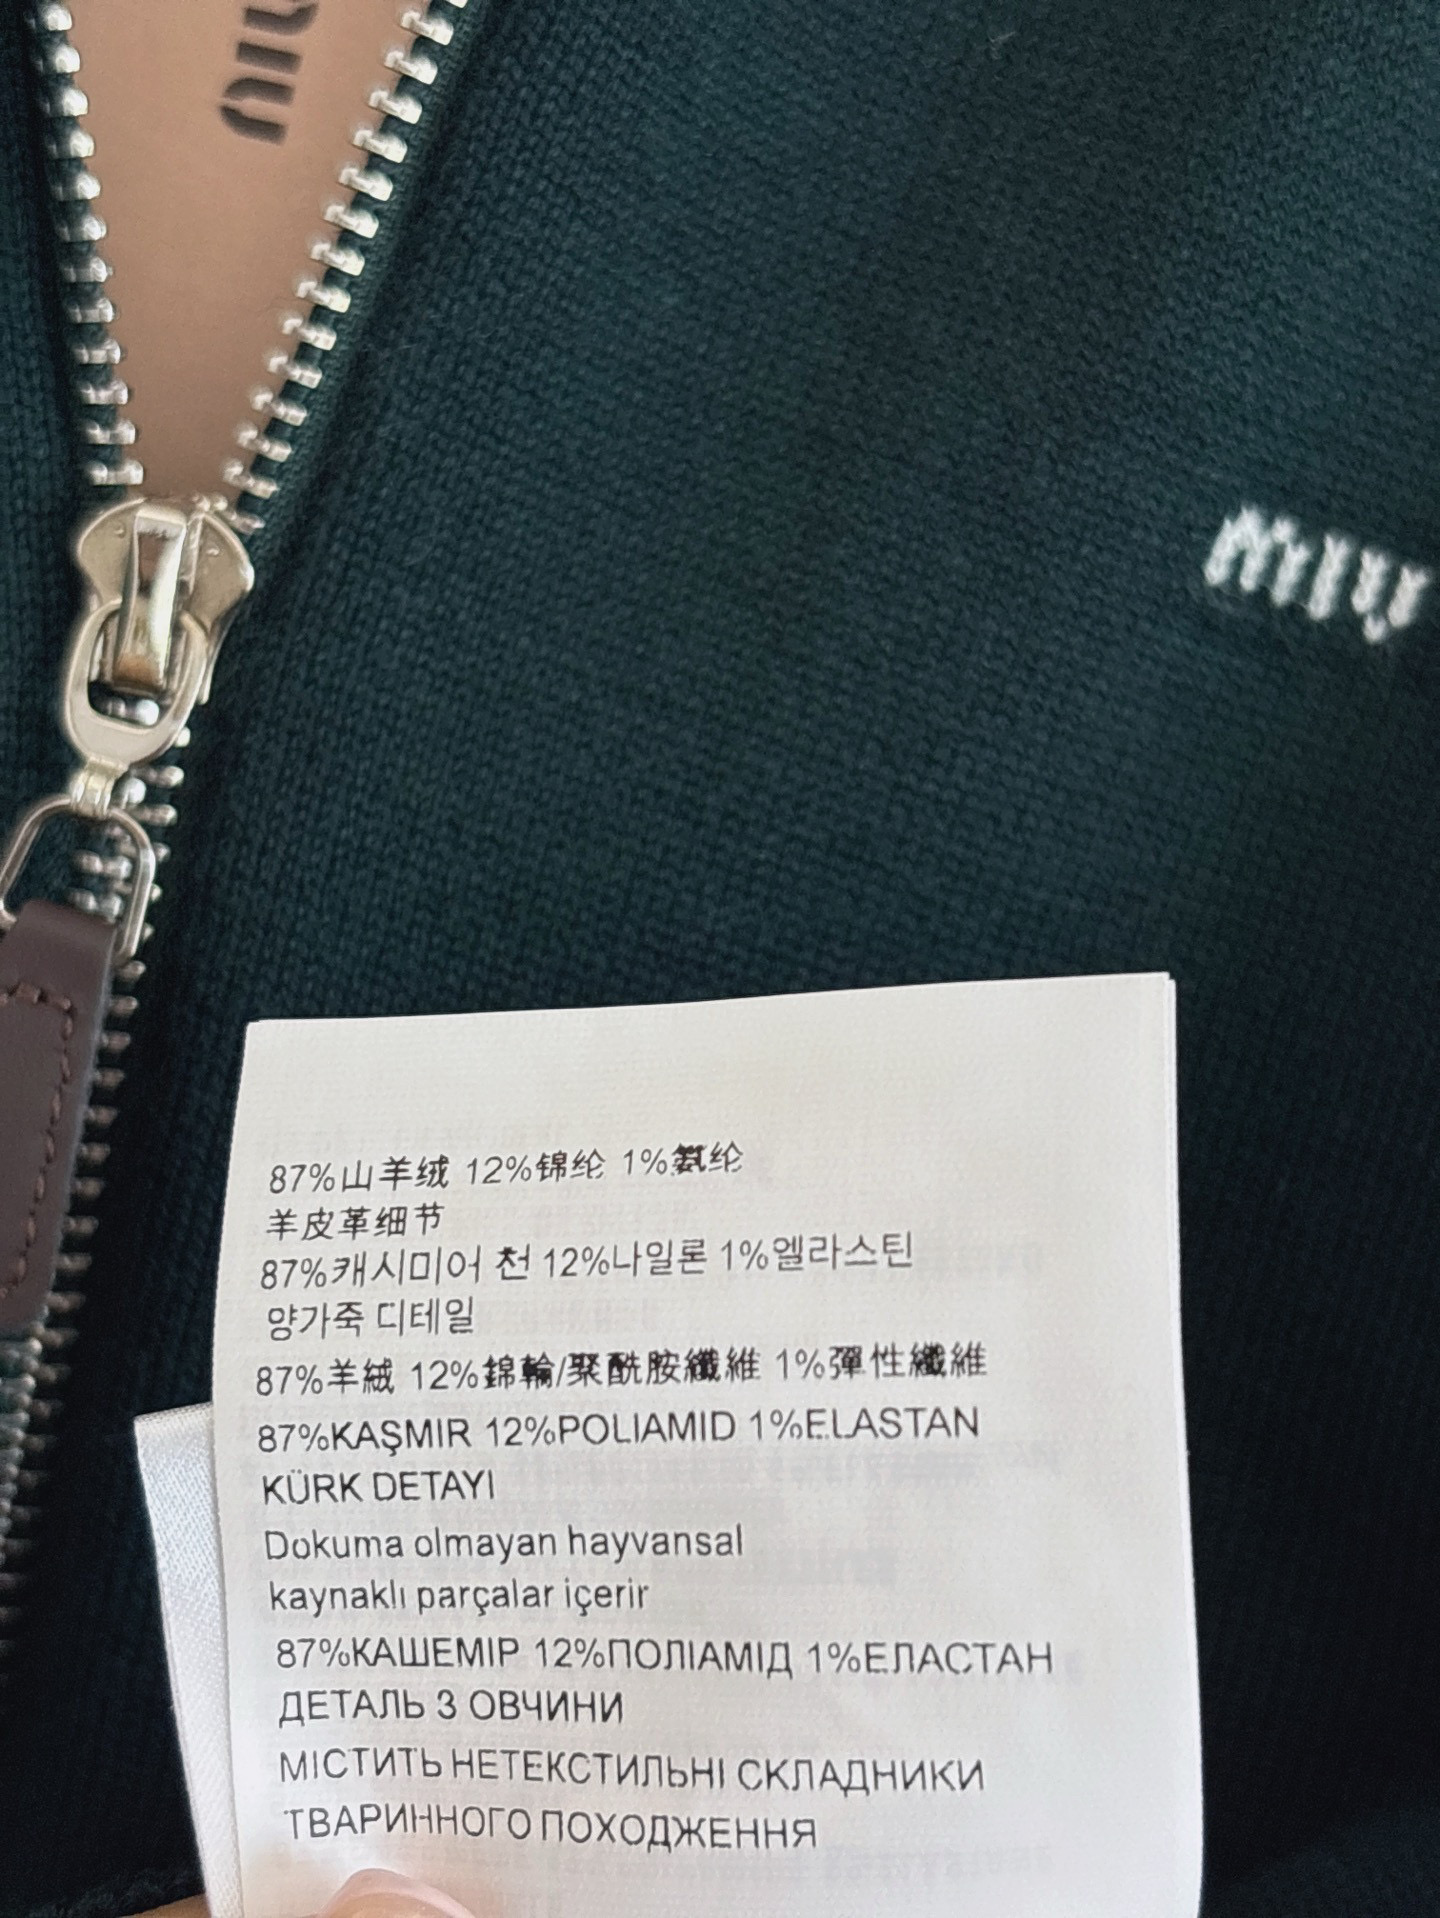 miu
87%山羊绒 12%锦纶 1%氨纶
羊皮革细节
87%캐시미어 천 12%나일론 1%엘라스틴
양가죽 디테일
87%羊絨 12%錦輪/聚酰胺纖維 1%彈性纖維
87%KAŞMIR 12%POLIAMID 1%ELASTAN
KÜRK DETAYI
Dokuma olmayan hayvansal
kaynaklı parçalar içerir
87%КАШЕМІР 12%ПОЛІАМІД 1%ЕЛАСТАН
ДЕТАЛЬ З ОВЧИНИ
МІСТИТЬ НЕТЕКСТИЛЬНІ СКЛАДНИКИ
ТВАРИННОГО ПОХОДЖЕННЯ